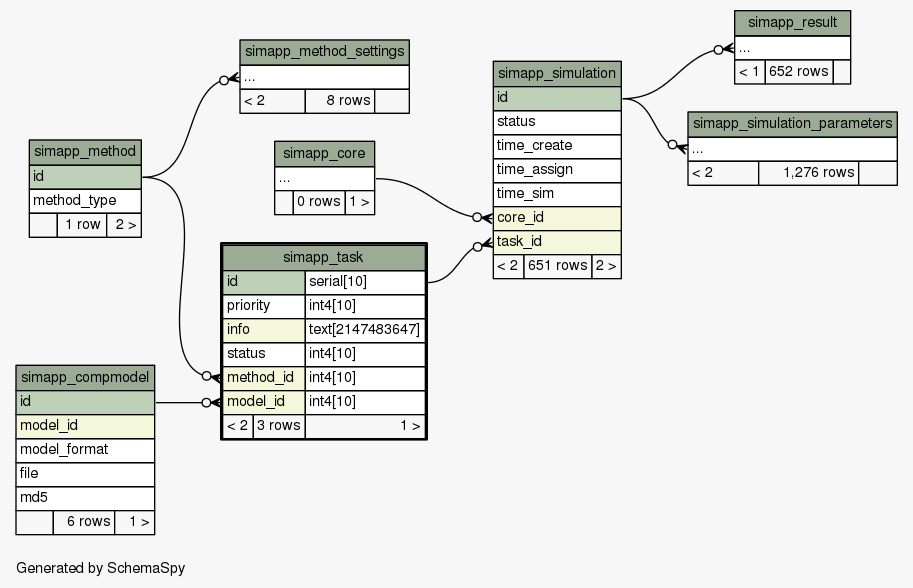 simapp_result
...
< 1 652 rows
simapp_method_settings
...
< 2 8 rows
simapp_simulation
id
status
time_create
time_assign
time_sim
core_id
task_id
< 2 651 rows 2 >
simapp_simulation_parameters
...
< 2 1,276 rows
simapp_method
id
method_type
1 row 2 >
simapp_core
...
0 rows 1 >
simapp_task
id serial[10]
priority int4[10]
info text[2147483647]
status int4[10]
method_id int4[10]
model_id int4[10]
< 2 3 rows 1 >
simapp_compmodel
id
model_id
model_format
file
md5
6 rows 1 >
Generated by SchemaSpy